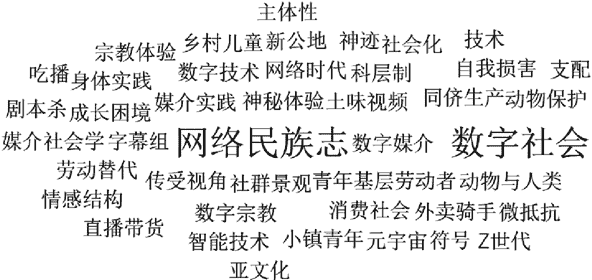 主体性
乡村儿童 新公地 神迹 社会化 技术
宗教体验
吃播 身体实践 数字技术 网络时代 科层制 自我损害 支配
剧本杀 成长困境 媒介实践 神秘体验 土味视频 同侪生产 动物保护
媒介社会学 字幕组 网络民族志 数字媒介 数字社会
劳动替代 传受视角 社群景观 青年 基层劳动者 动物与人类
情感结构 数字宗教 消费社会 外卖骑手 微抵抗
直播带货 智能技术 小镇青年 元宇宙 符号 Z世代
亚文化